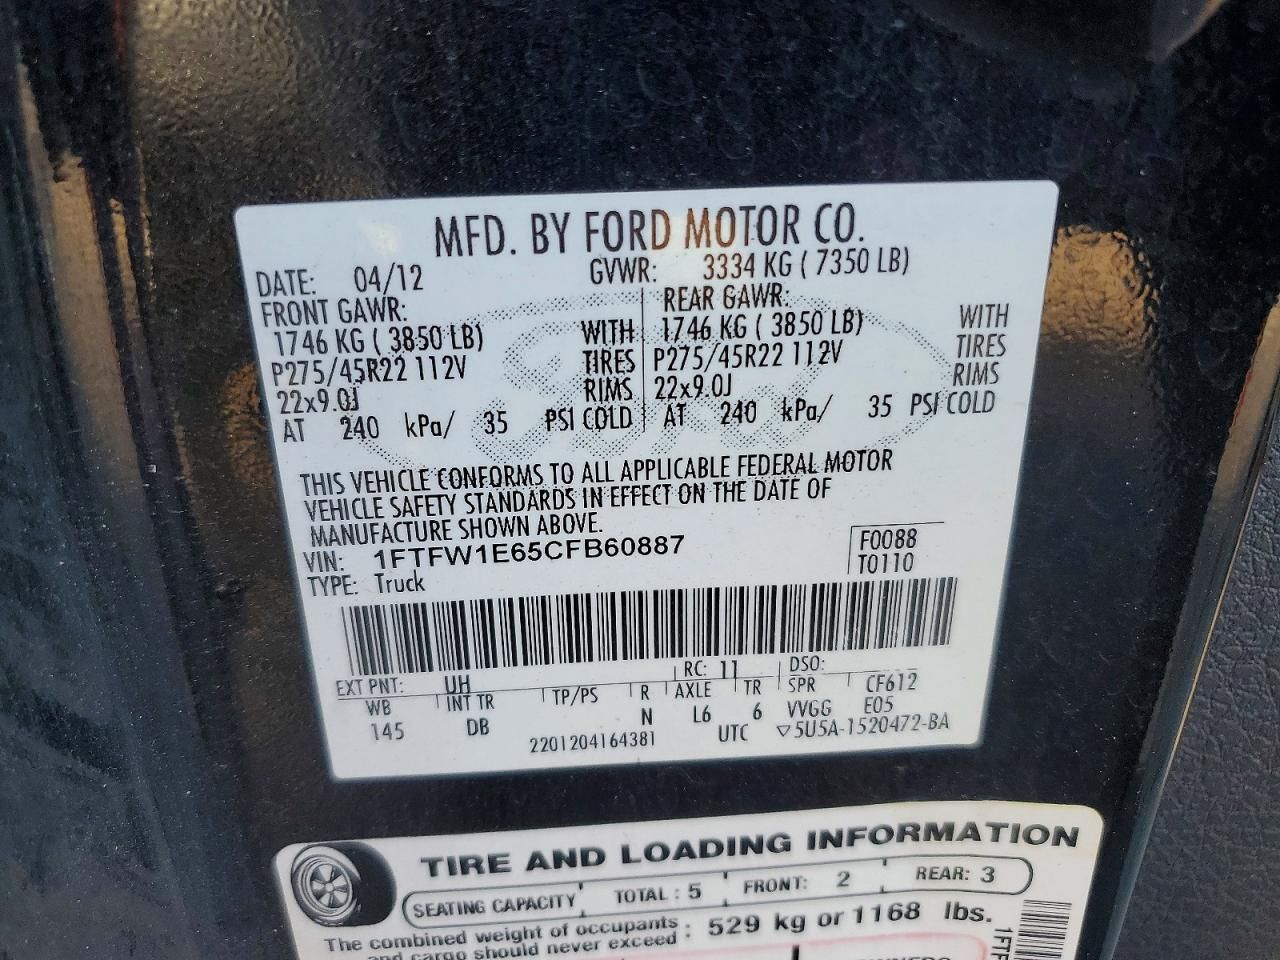 MFD. BY FORD MOTOR CO.
DATE: 04/12 GVWR: 3334 KG ( 7350 LB)
FRONT GAWR: REAR GAWR:
1746 KG ( 3850 LB) WITH 1746 KG ( 3850 LB) WITH
P275/45R22 112V TIRES P275/45R22 112V TIRES
22x9.0J RIMS 22x9.0J RIMS
AT 240 kPa/ 35 PSI COLD AT 240 kPa/ 35 PSI COLD
THIS VEHICLE CONFORMS TO ALL APPLICABLE FEDERAL MOTOR
VEHICLE SAFETY STANDARDS IN EFFECT ON THE DATE OF
MANUFACTURE SHOWN ABOVE.
VIN: 1FTFW1E65CFB60887 F0088
TYPE: Truck T0110
EXT PNT: UH RC: 11 DSO:
WB INT TR TP/PS R AXLE TR SPR CF612
145 DB N L6 6 VVGG E05
2201204164381 UTC ▽5U5A-1520472-BA
TIRE AND LOADING INFORMATION
SEATING CAPACITY TOTAL : 5 FRONT: 2 REAR: 3
The combined weight of occupants : 529 kg or 1168 lbs.
and cargo should never exceed